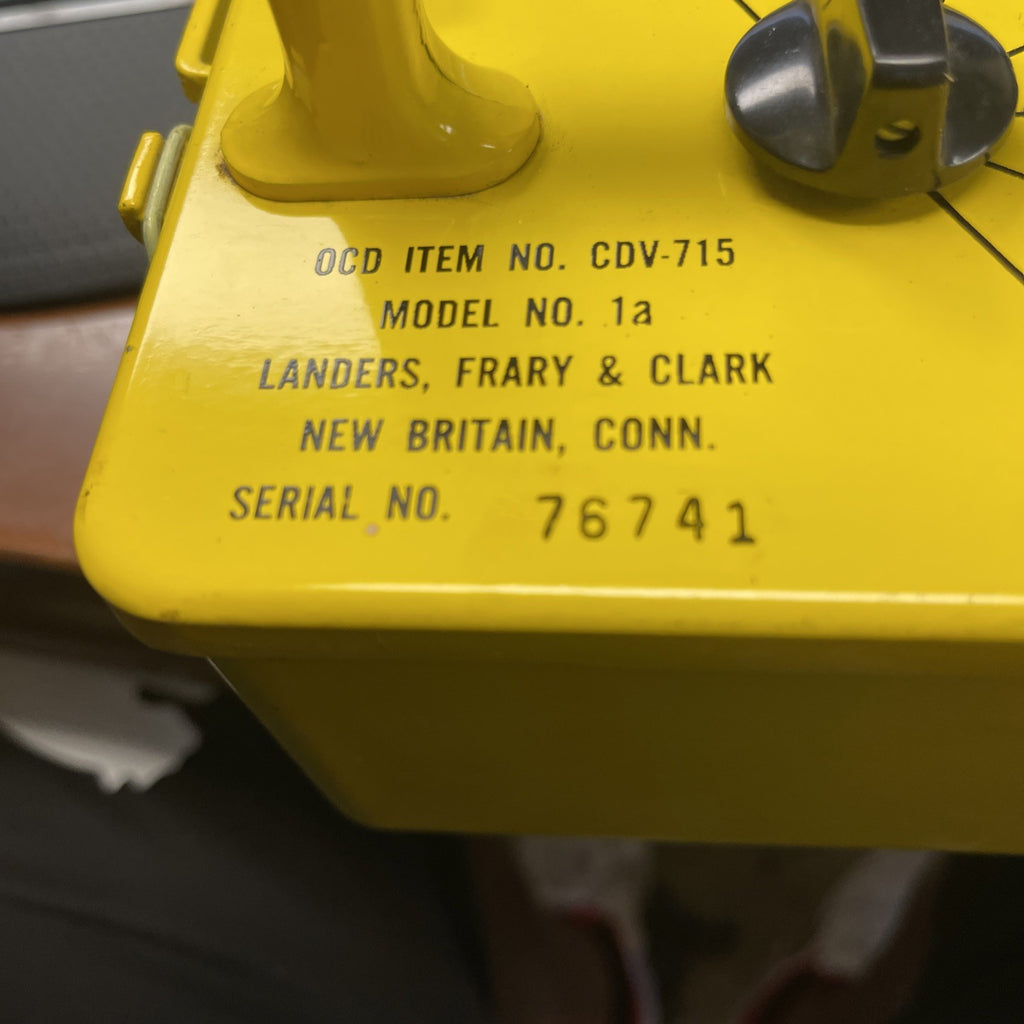 OCD ITEM NO. CDV-715
MODEL NO. 1a
LANDERS, FRARY & CLARK
NEW BRITAIN, CONN.
SERIAL NO. 76741